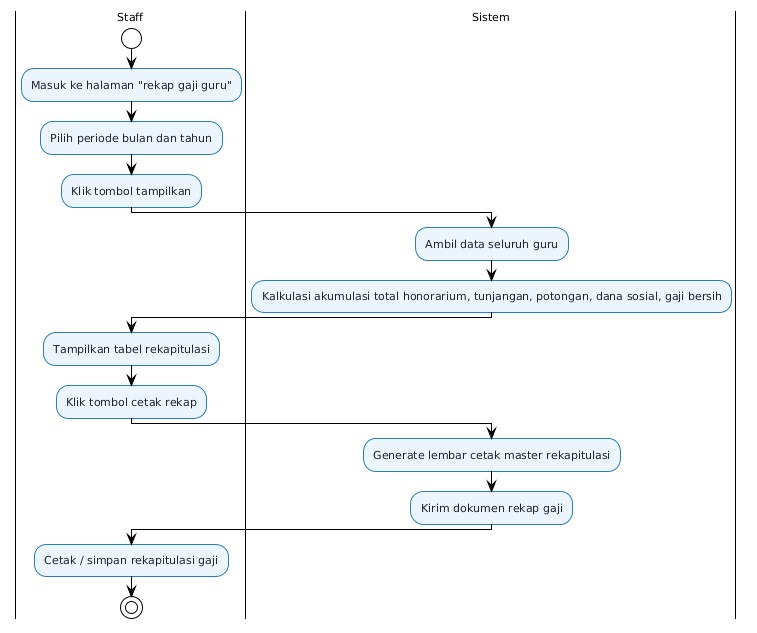 Staff
Sistem
Masuk ke halaman "rekap gaji guru"
Pilih periode bulan dan tahun
Klik tombol tampilkan
Ambil data seluruh guru
Kalkulasi akumulasi total honorarium, tunjangan, potongan, dana sosial, gaji bersih
Tampilkan tabel rekapitulasi
Klik tombol cetak rekap
Generate lembar cetak master rekapitulasi
Kirim dokumen rekap gaji
Cetak / simpan rekapitulasi gaji